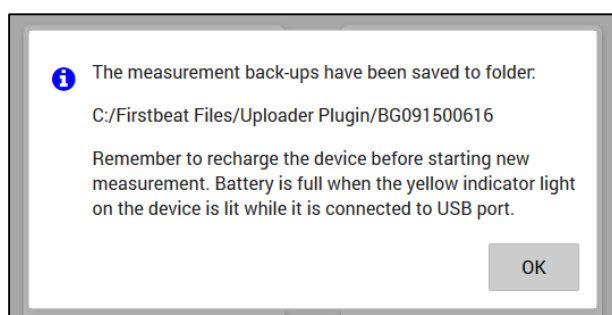 The measurement back-ups have been saved to folder:
C:/Firstbeat Files/Uploader Plugin/BG091500616
Remember to recharge the device before starting new
measurement. Battery is full when the yellow indicator light
on the device is lit while it is connected to USB port.
OK